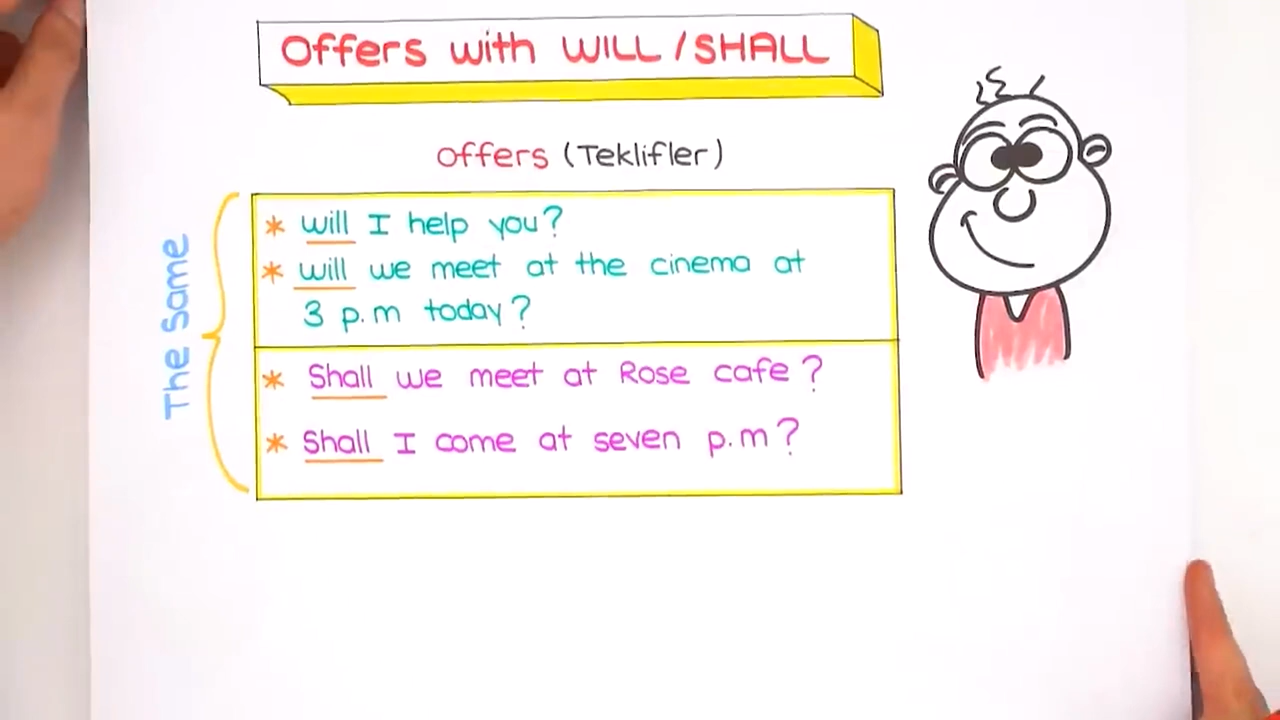 Offers with WILL / SHALL
Offers (Teklifler)
The Same
* will I help you?
* will we meet at the cinema at
3 p.m today?
* Shall we meet at Rose cafe?
* Shall I come at seven p.m?